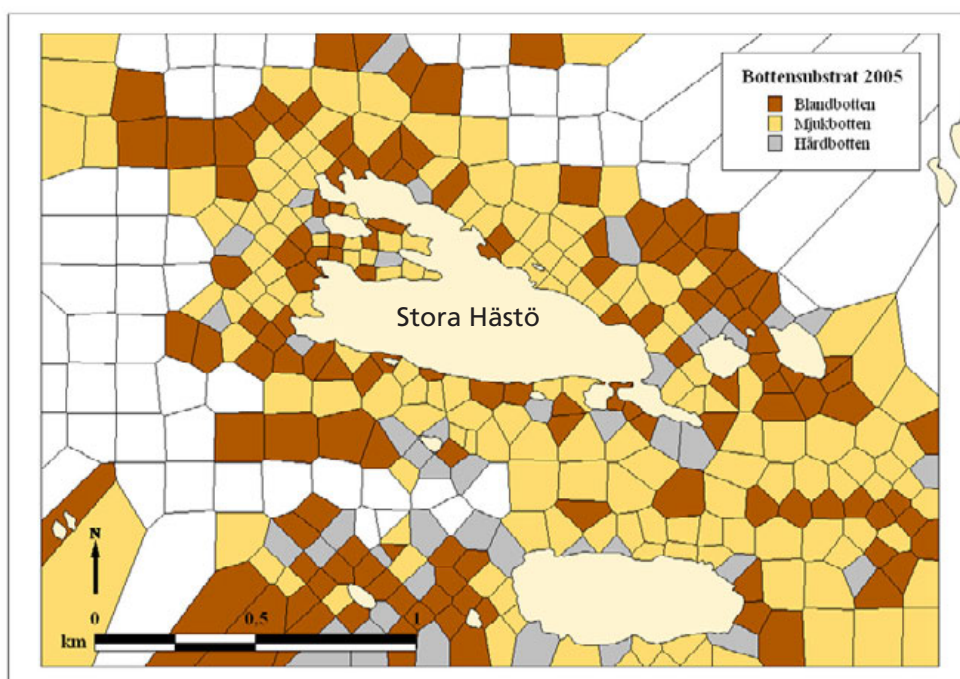 Bottensubstrat 2005
Blandbotten
Mjukbotten
Hårdbotten
Stora Hästö
N
0 0,5 1
km